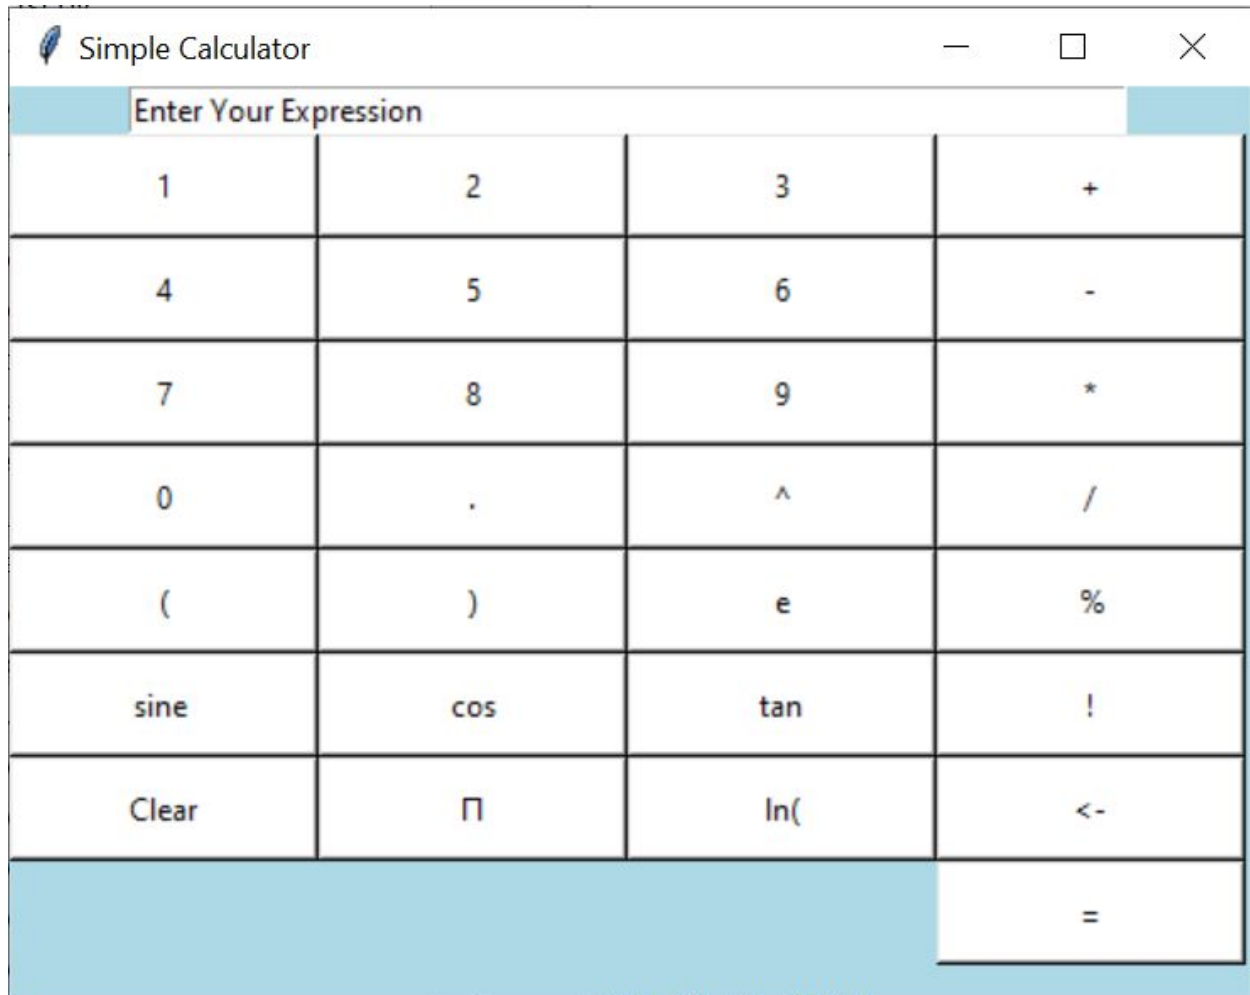 Simple Calculator
Enter Your Expression
1 2 3 +
4 5 6 -
7 8 9 *
0 . ^ /
( ) e %
sine cos tan !
Clear Π ln( <-
=